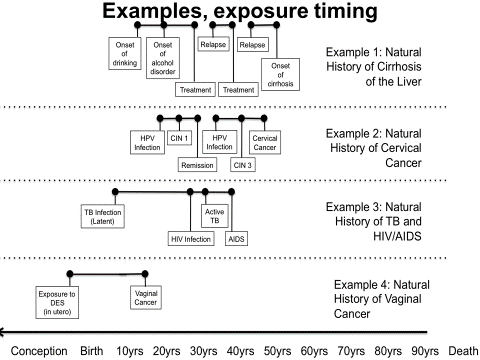 Examples, exposure timing
Onset
of
drinking
Onset
of
alcohol
disorder
Treatment
Relapse
Treatment
Relapse
Onset
of
cirrhosis
Example 1: Natural
History of Cirrhosis
of the Liver
HPV
Infection
CIN 1
Remission
HPV
Infection
CIN 3
Cervical
Cancer
Example 2: Natural
History of Cervical
Cancer
TB Infection
(Latent)
HIV Infection
Active
TB
AIDS
Example 3: Natural
History of TB and
HIV/AIDS
Exposure to
DES
(in utero)
Vaginal
Cancer
Example 4: Natural
History of Vaginal
Cancer
Conception Birth 10yrs 20yrs 30yrs 40yrs 50yrs 60yrs 70yrs 80yrs 90yrs Death